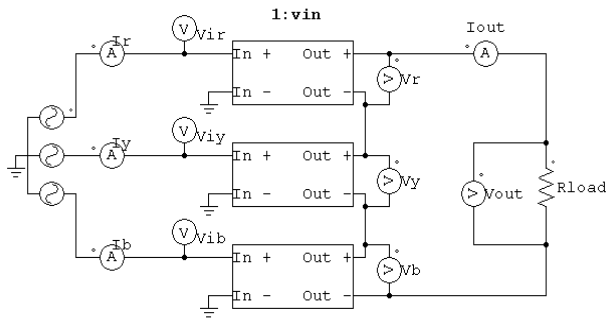 1:vin
Ir
A
V
Vir
In +
Out +
In -
Out -
V
Vr
Iout
A
Iy
A
V
Viy
In +
Out +
In -
Out -
V
Vy
V
Vout
Rload
Ib
A
V
Vib
In +
Out +
In -
Out -
V
Vb